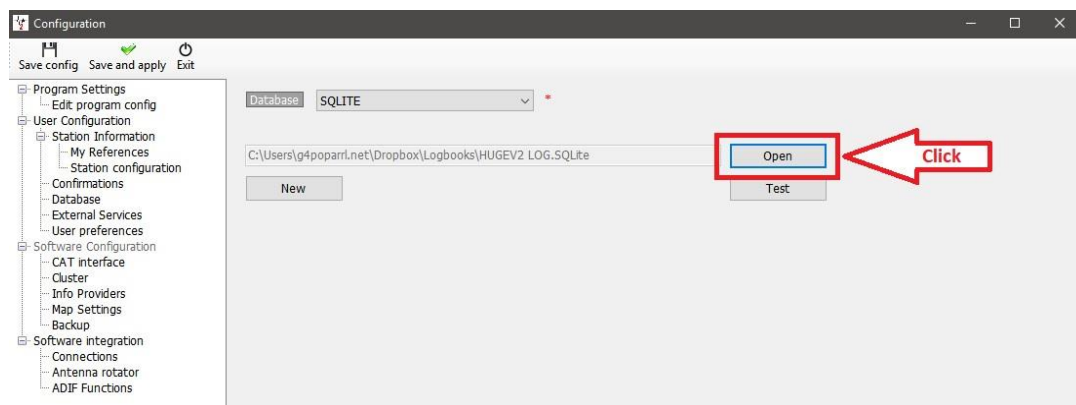 Configuration
Save config Save and apply Exit
Program Settings
Edit program config
User Configuration
Station Information
My References
Station configuration
Confirmations
Database
External Services
User preferences
Software Configuration
CAT interface
Cluster
Info Providers
Map Settings
Backup
Software integration
Connections
Antenna rotator
ADIF Functions
Database SQLITE *
C:\Users\g4poparrl.net\Dropbox\Logbooks\HUGEV2 LOG.SQLite Open Click
New Test